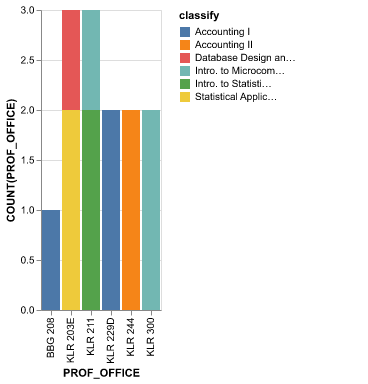 classify
Accounting I
Accounting II
Database Design an…
Intro. to Microcom…
Intro. to Statisti…
Statistical Applic…
COUNT(PROF_OFFICE)
3.0
2.5
2.0
1.5
1.0
0.5
0.0
BBG 208
KLR 203E
KLR 211
KLR 229D
KLR 244
KLR 300
PROF_OFFICE